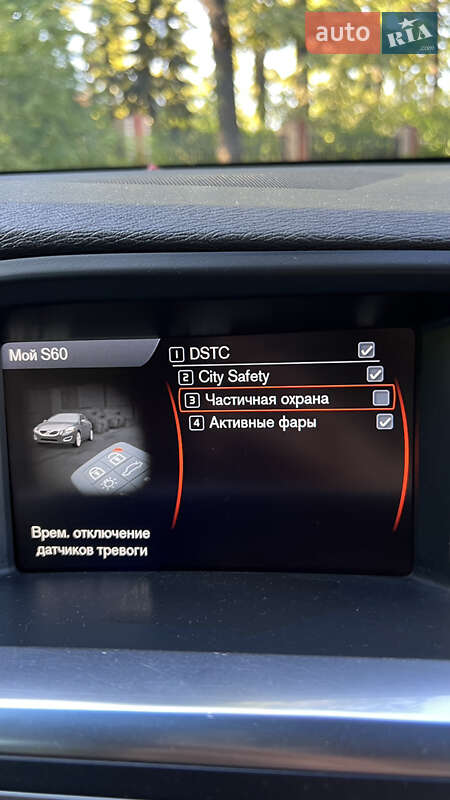 auto RIA
.com
Мой S60
1 DSTC
2 City Safety
3 Частичная охрана
4 Активные фары
Врем. отключение
датчиков тревоги